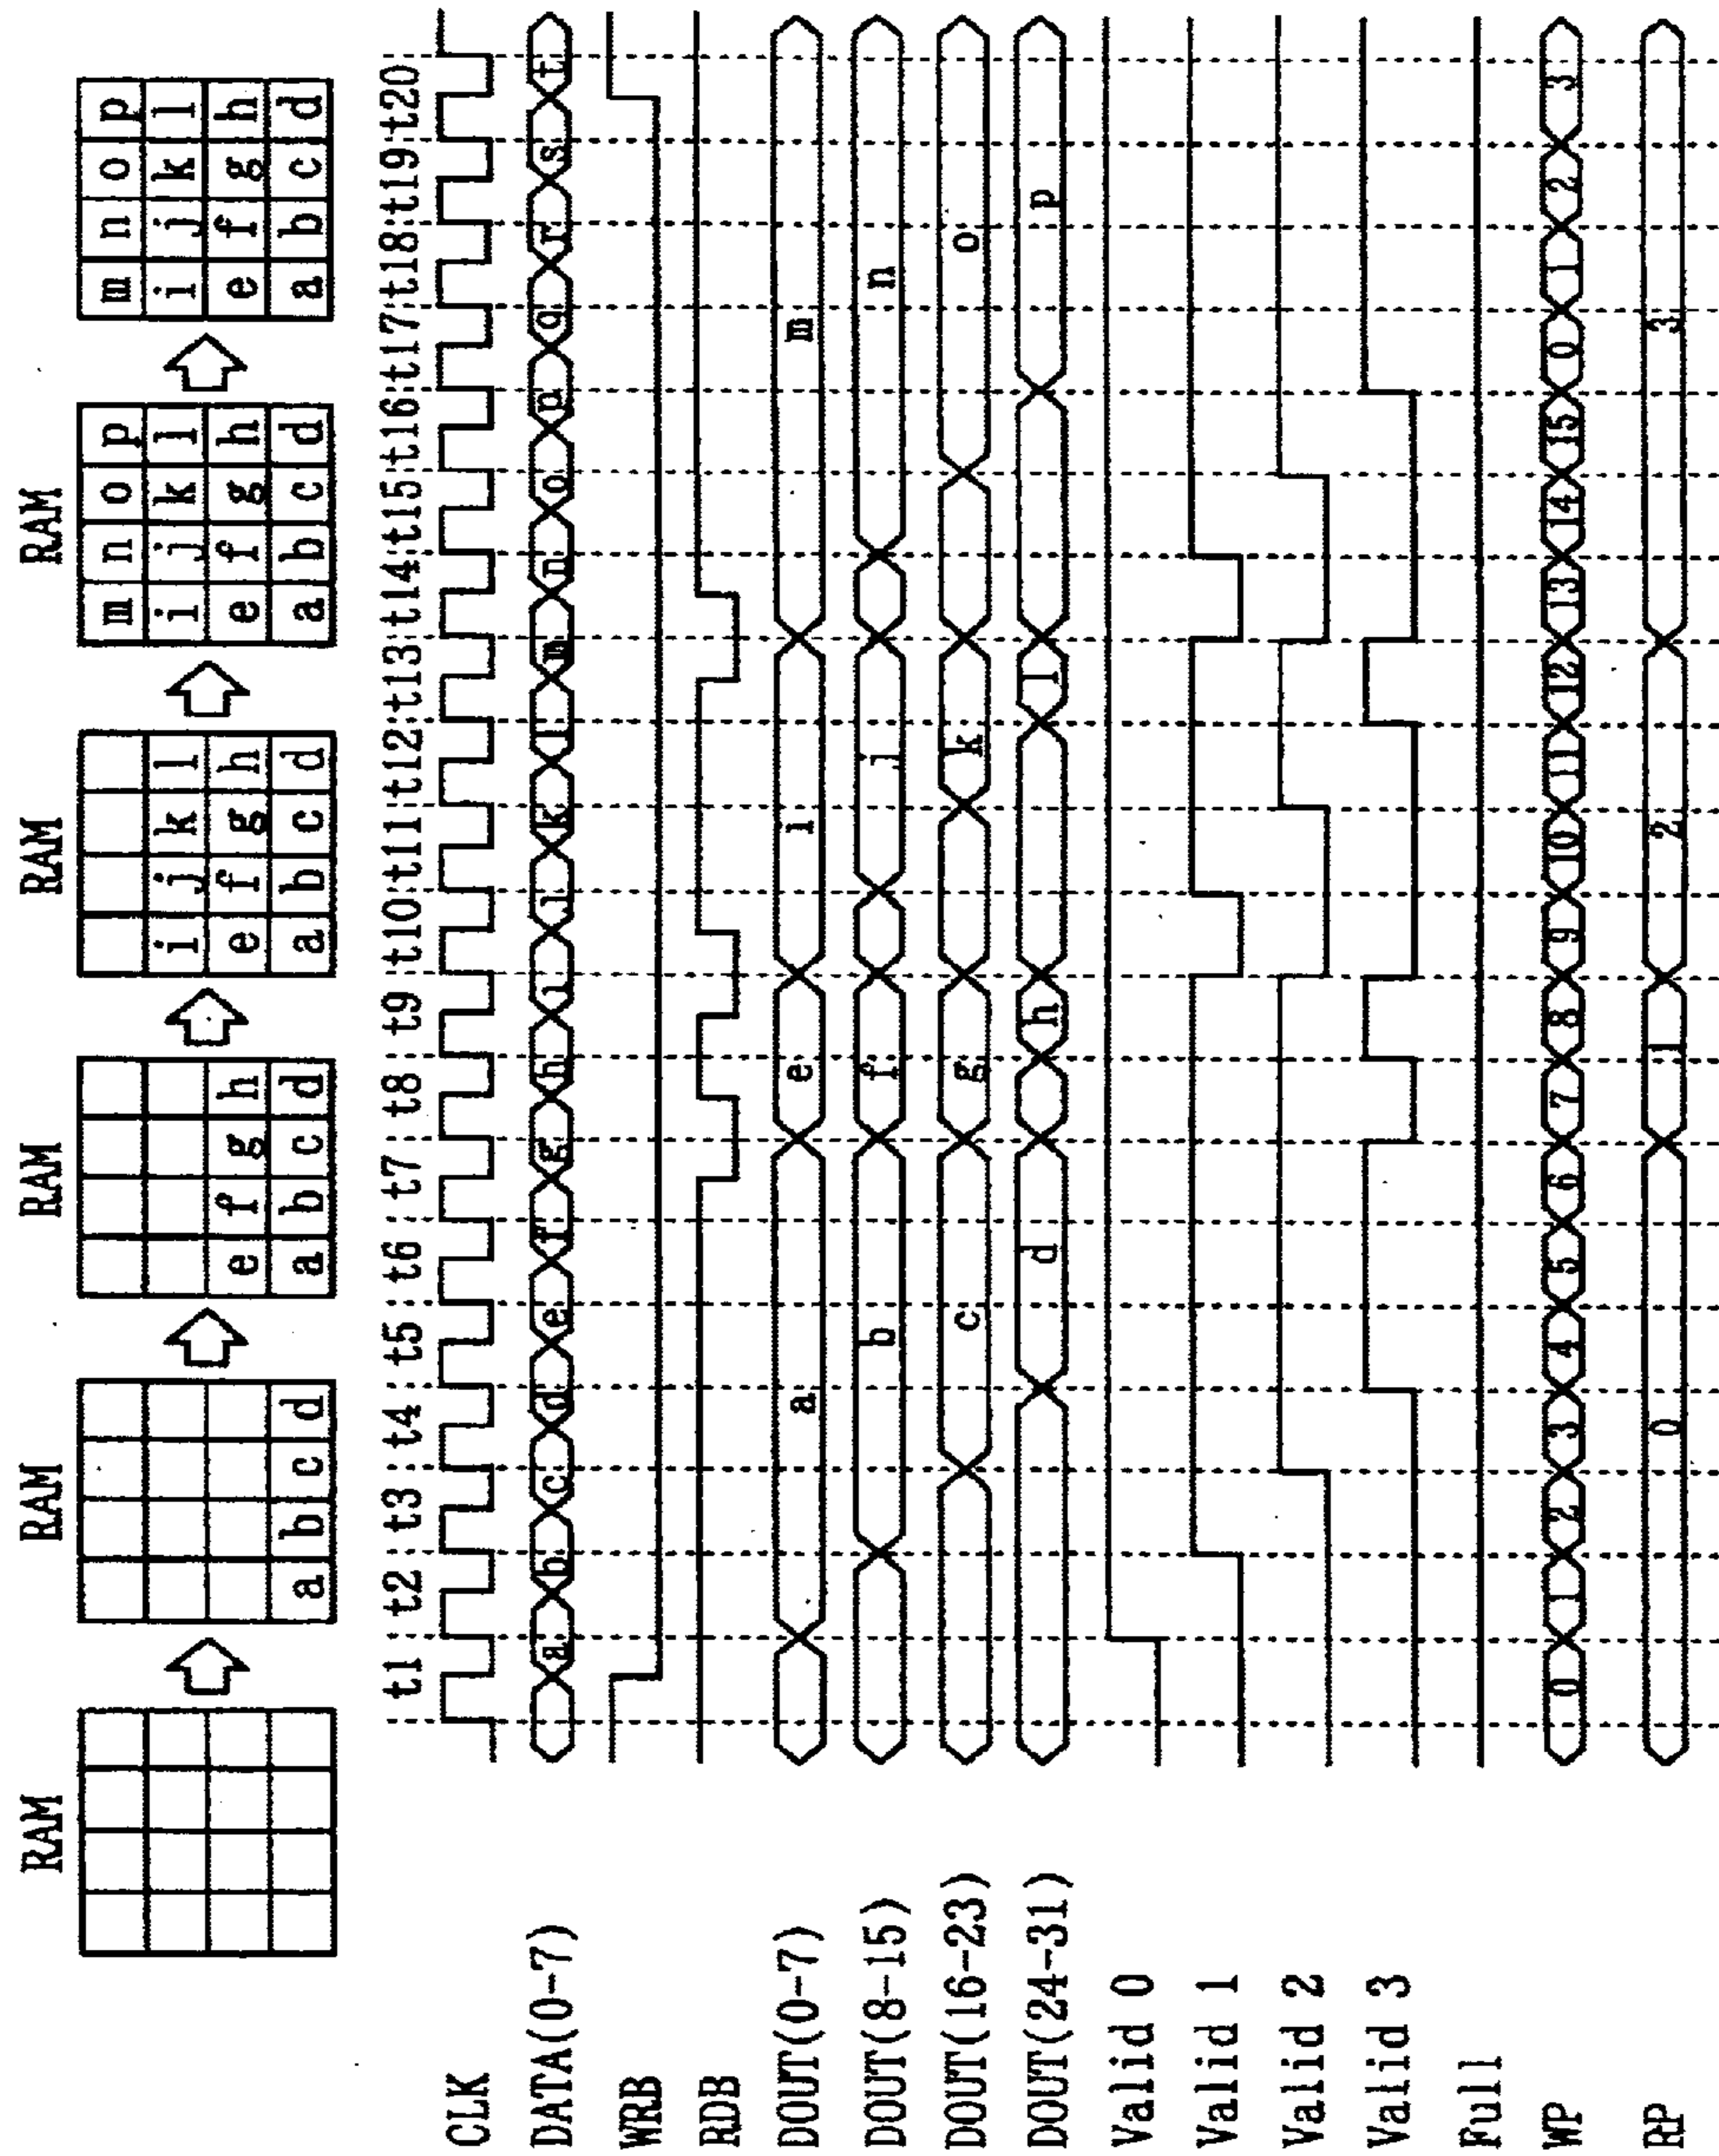 RAM RAM RAM RAM RAM
m n o p m n o p
i j k l i j k l i j k l
e f g h e f g h e f g h e f g h
a b c d a b c d a b c d a b c d a b c d
t1 t2 t3 t4 t5 t6 t7 t8 t9 t10 t11 t12 t13 t14 t15 t16 t17 t18 t19 t20
CLK
DATA(0-7) a b c d e f g h i j k l m n o p q r s t
WRB
RDB
DOUT(0-7) a e i m
DOUT(8-15) b f j n
DOUT(16-23) c g k o
DOUT(24-31) d h l p
Valid 0
Valid 1
Valid 2
Valid 3
Full
WP 0 1 2 3 4 5 6 7 8 9 10 11 12 13 14 15 0 1 2 3
RP 0 1 2 3